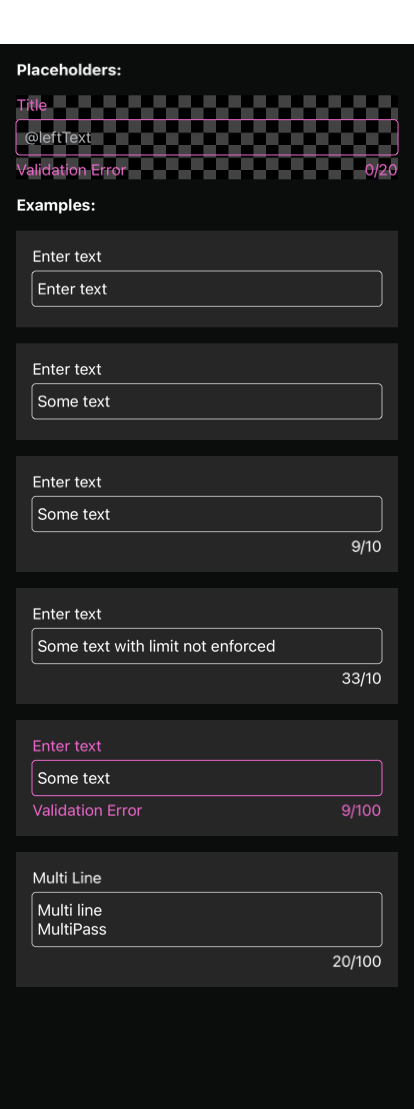 Placeholders:
Title
@leftText
Validation Error 0/20
Examples:
Enter text
Enter text
Enter text
Some text
Enter text
Some text
9/10
Enter text
Some text with limit not enforced
33/10
Enter text
Some text
Validation Error 9/100
Multi Line
Multi line
MultiPass
20/100